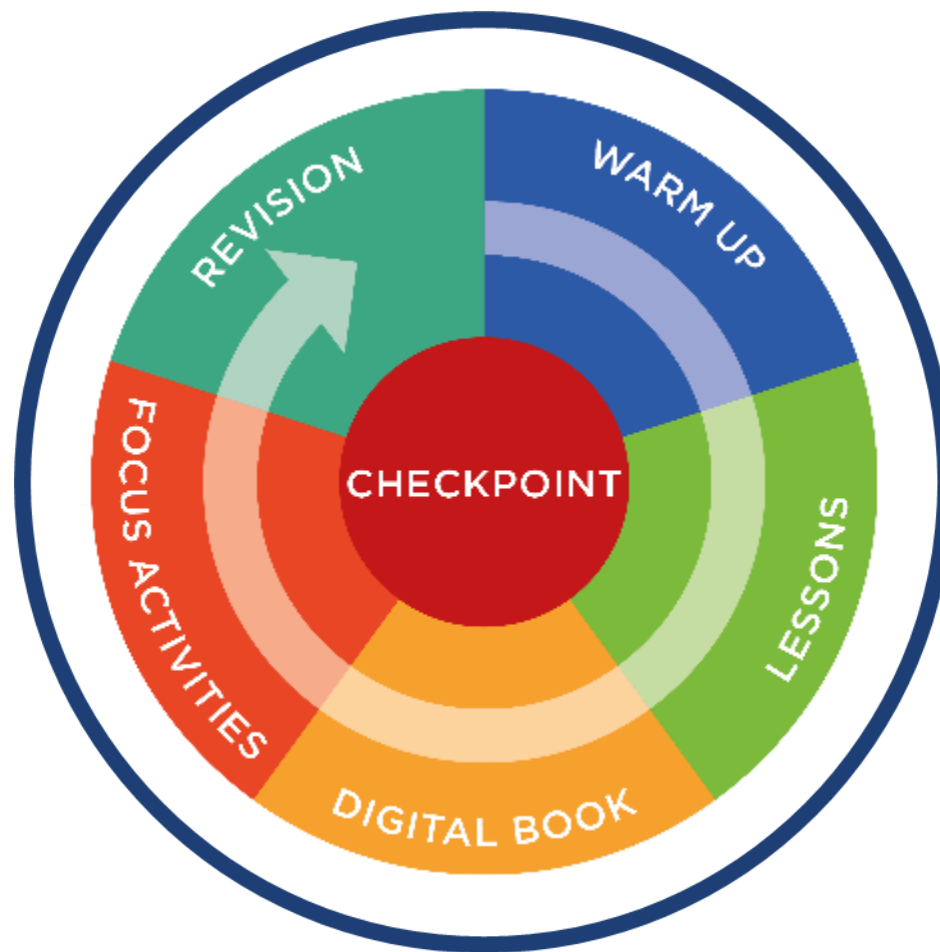 WARM UP
LESSONS
DIGITAL BOOK
FOCUS ACTIVITIES
REVISION
CHECKPOINT